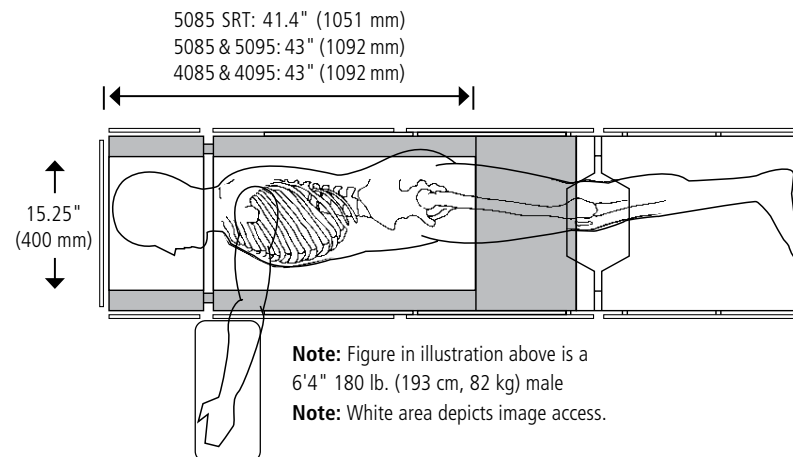 5085 SRT: 41.4" (1051 mm)
5085 & 5095: 43" (1092 mm)
4085 & 4095: 43" (1092 mm)
15.25"
(400 mm)
Note: Figure in illustration above is a
6'4" 180 lb. (193 cm, 82 kg) male
Note: White area depicts image access.